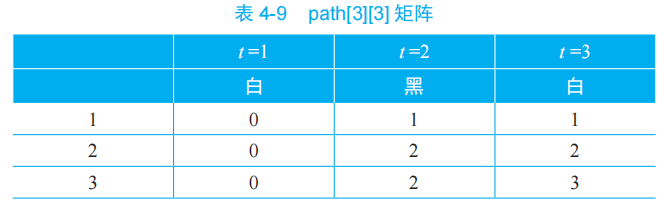 表 4-9 path[3][3] 矩阵
t =1 t =2 t =3
白 黑 白
1 0 1 1
2 0 2 2
3 0 2 3